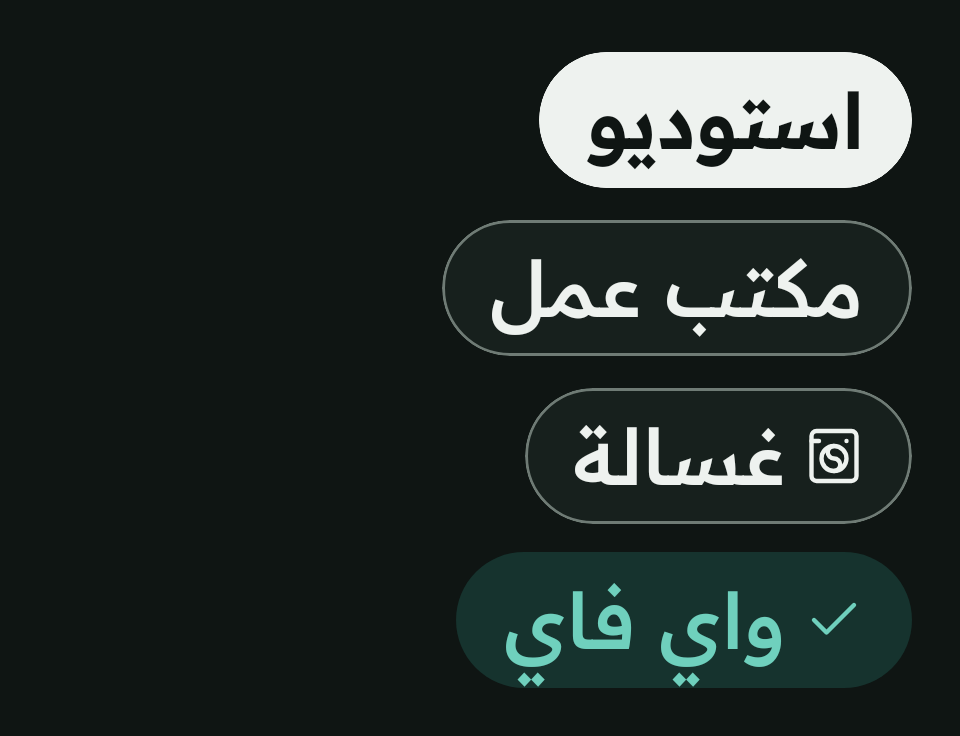 استوديو
مكتب عمل
غسالة
واي فاي